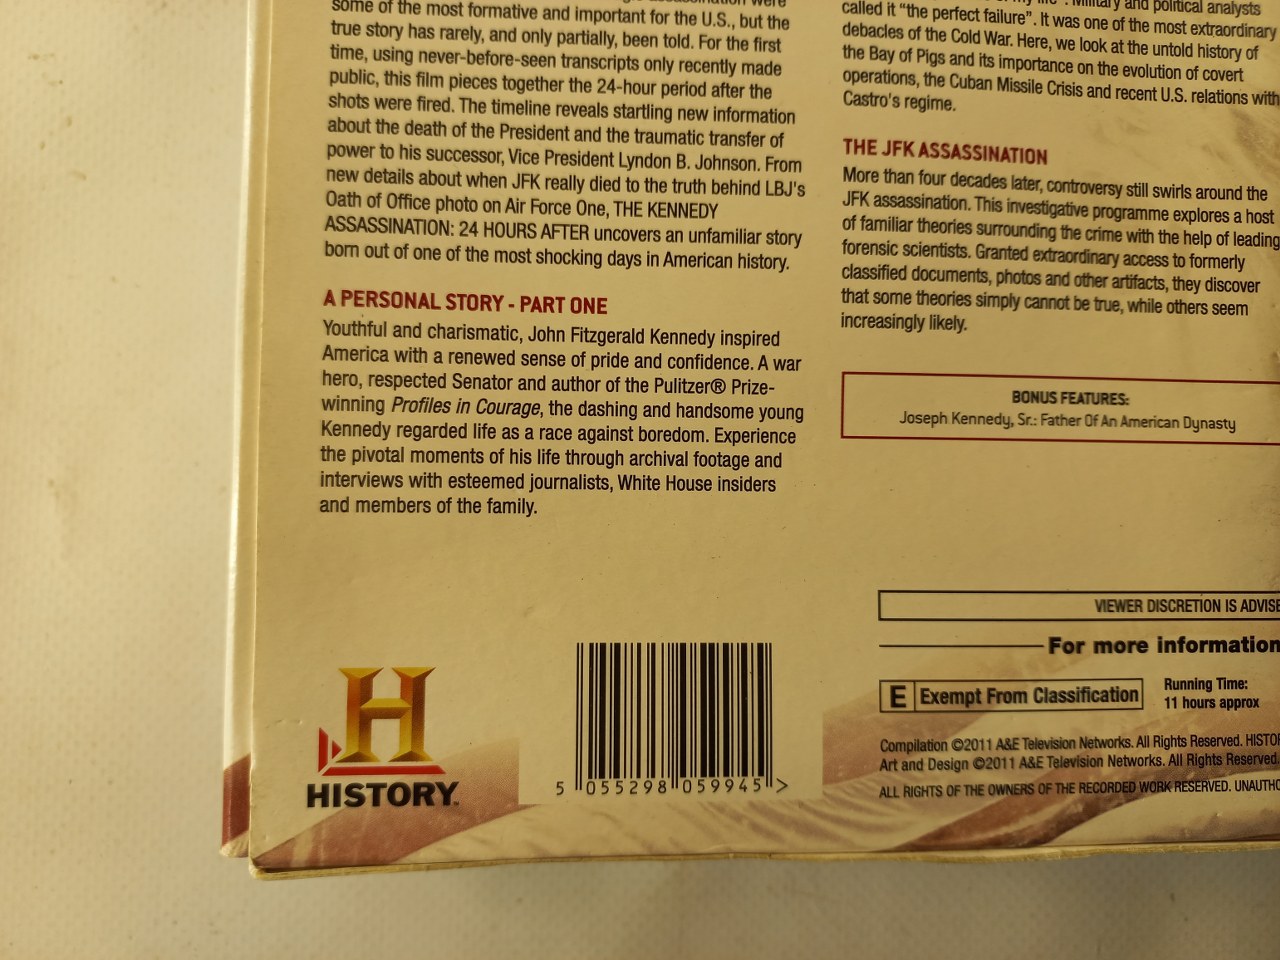 some of the most formative and important for the U.S., but the
true story has rarely, and only partially, been told. For the first
time, using never-before-seen transcripts only recently made
public, this film pieces together the 24-hour period after the
shots were fired. The timeline reveals startling new information
about the death of the President and the traumatic transfer of
power to his successor, Vice President Lyndon B. Johnson. From
new details about when JFK really died to the truth behind LBJ's
Oath of Office photo on Air Force One, THE KENNEDY
ASSASSINATION: 24 HOURS AFTER uncovers an unfamiliar story
born out of one of the most shocking days in American history.
A PERSONAL STORY - PART ONE
Youthful and charismatic, John Fitzgerald Kennedy inspired
America with a renewed sense of pride and confidence. A war
hero, respected Senator and author of the Pulitzer® Prize-
winning Profiles in Courage, the dashing and handsome young
Kennedy regarded life as a race against boredom. Experience
the pivotal moments of his life through archival footage and
interviews with esteemed journalists, White House insiders
and members of the family.
H
HISTORY
5 055298 059945 >
and political analysts
called it "the perfect failure". It was one of the most extraordinary
debacles of the Cold War. Here, we look at the untold history of
the Bay of Pigs and its importance on the evolution of covert
operations, the Cuban Missile Crisis and recent U.S. relations with
Castro's regime.
THE JFK ASSASSINATION
More than four decades later, controversy still swirls around the
JFK assassination. This investigative programme explores a host
of familiar theories surrounding the crime with the help of leading
forensic scientists. Granted extraordinary access to formerly
classified documents, photos and other artifacts, they discover
that some theories simply cannot be true, while others seem
increasingly likely.
BONUS FEATURES:
Joseph Kennedy, Sr.: Father Of An American Dynasty
VIEWER DISCRETION IS ADVISE
For more information
E Exempt From Classification
Running Time:
11 hours approx
Compilation ©2011 A&E Television Networks. All Rights Reserved. HISTO
Art and Design ©2011 A&E Television Networks. All Rights Reserved.
ALL RIGHTS OF THE OWNERS OF THE RECORDED WORK RESERVED. UNAUTHO